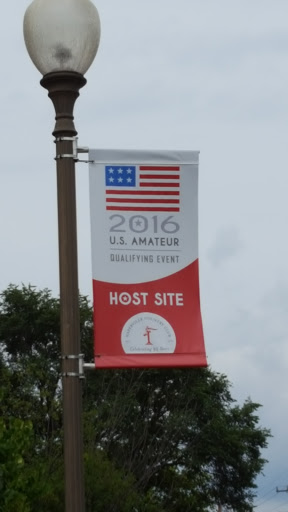 2016
U.S. AMATEUR
QUALIFYING EVENT
HOST SITE